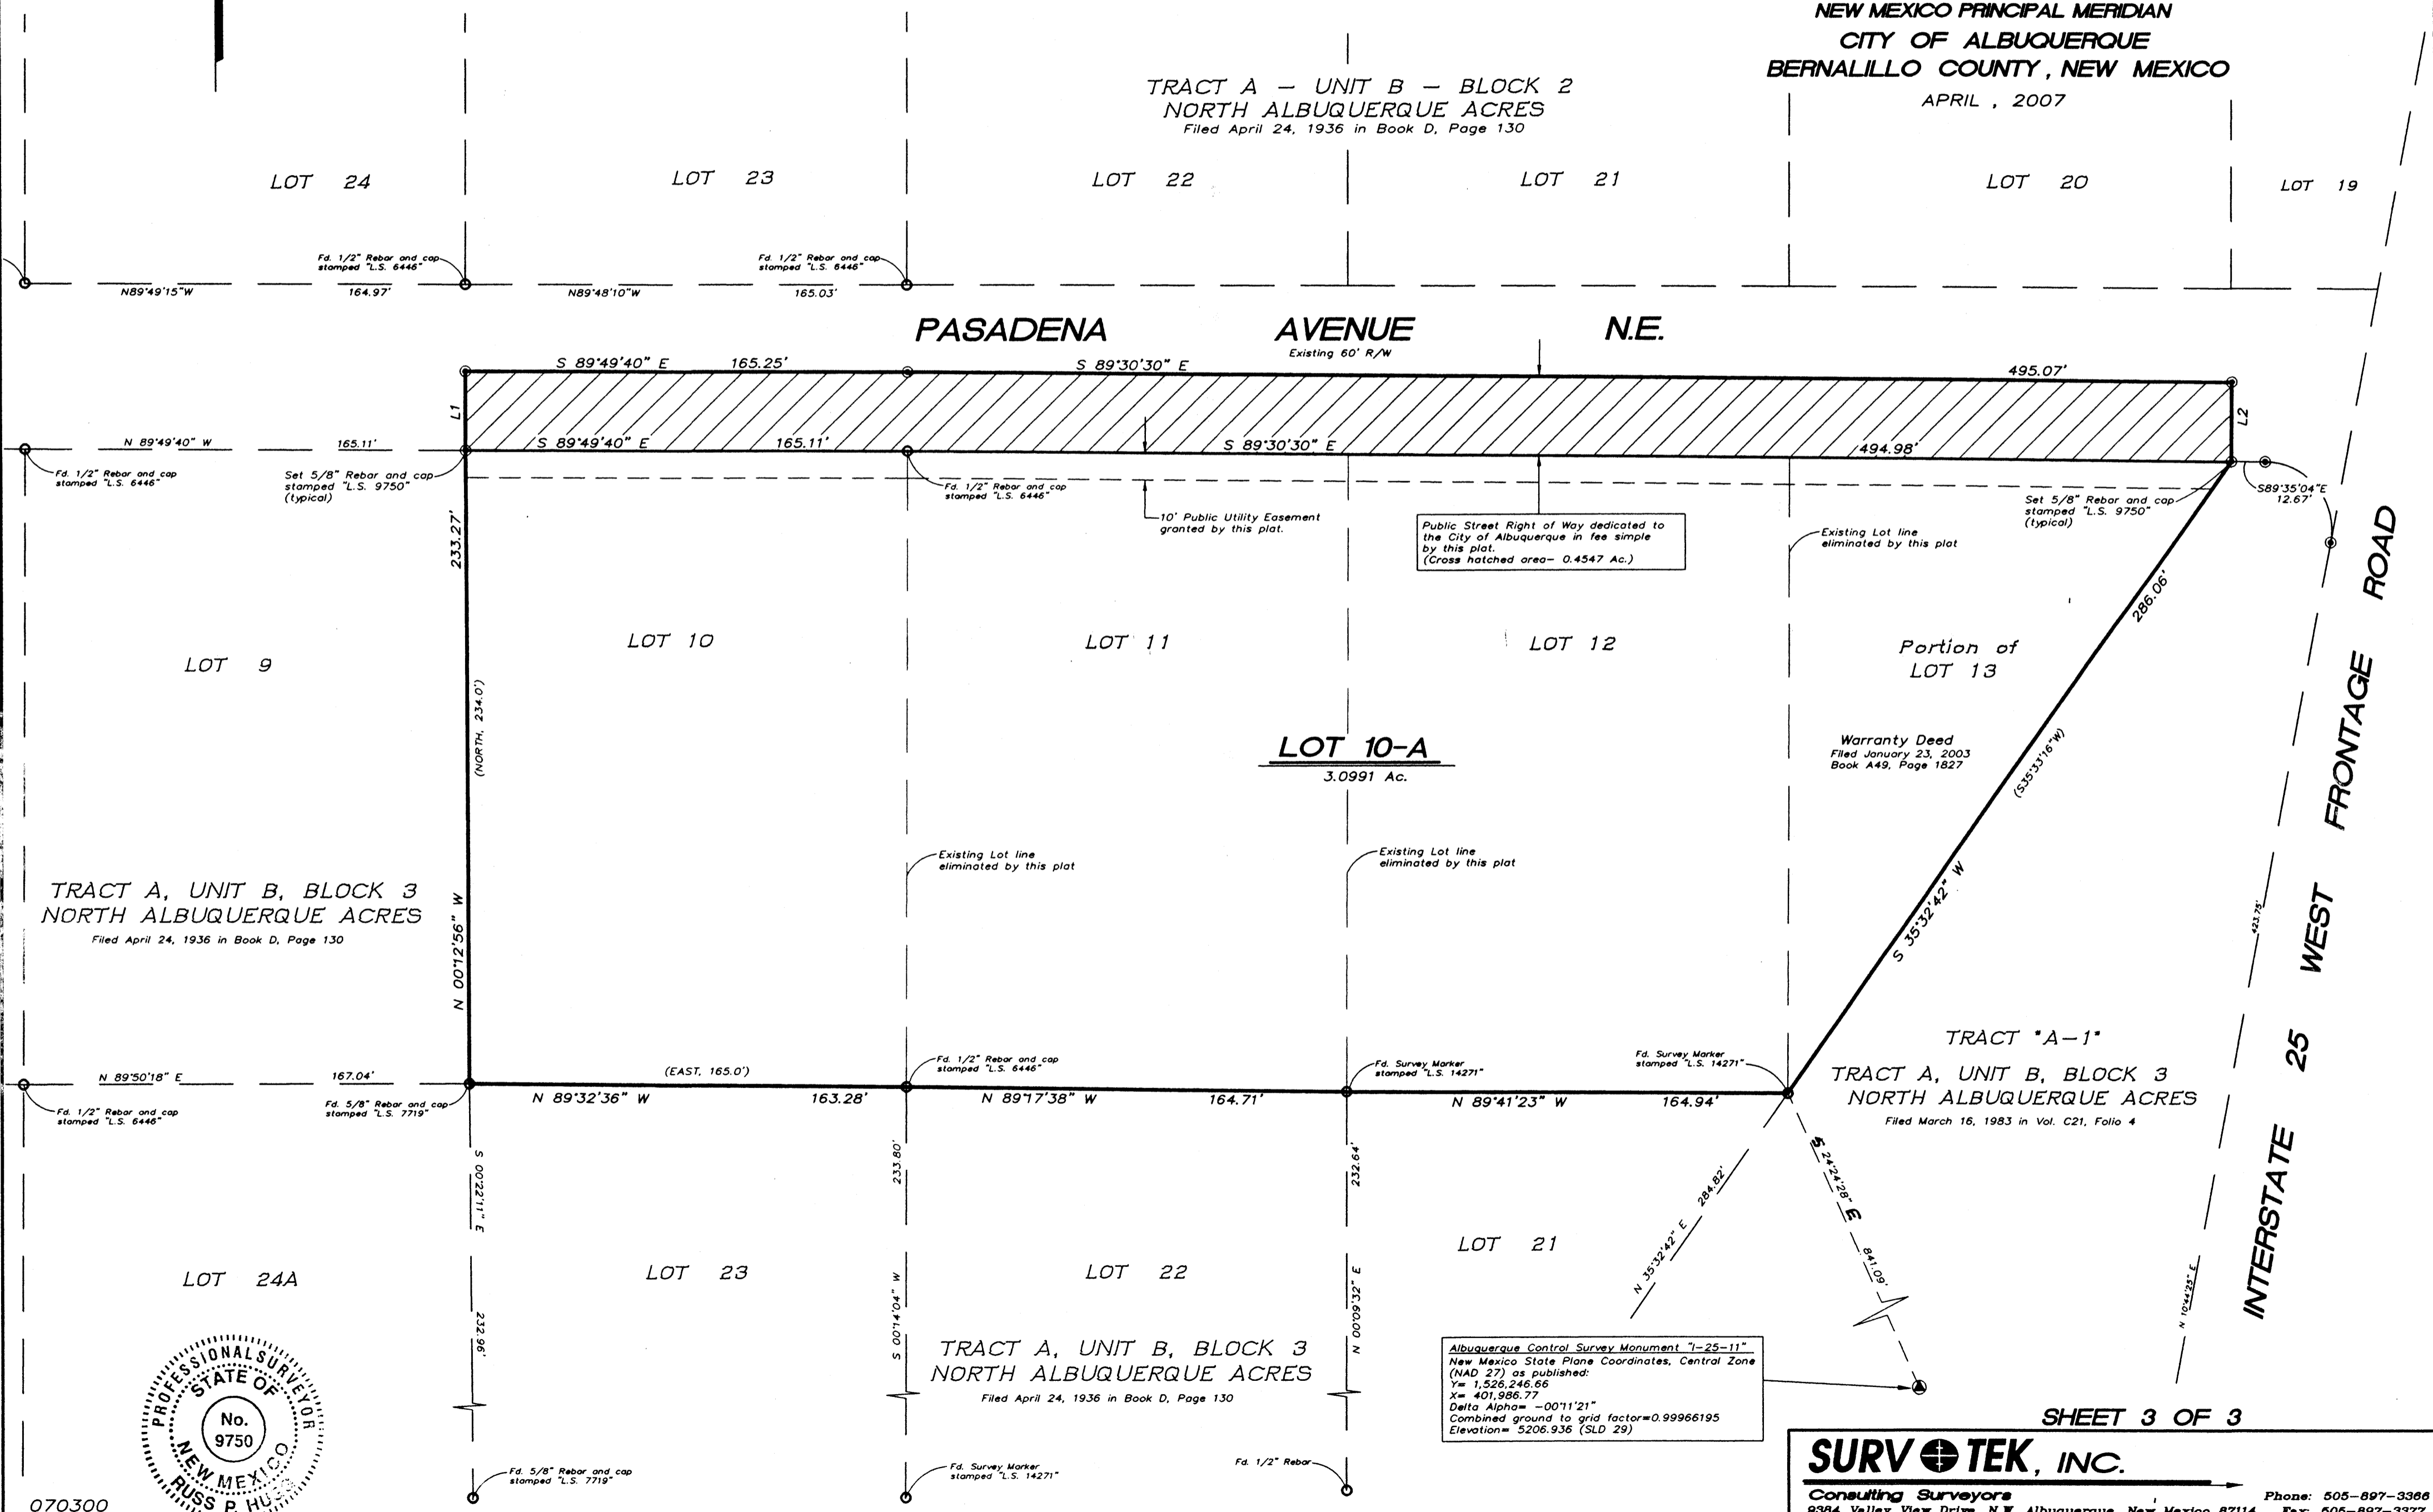 NEW MEXICO PRINCIPAL MERIDIAN
CITY OF ALBUQUERQUE
BERNALILLO COUNTY, NEW MEXICO
APRIL , 2007
TRACT A — UNIT B — BLOCK 2
NORTH ALBUQUERQUE ACRES
Filed April 24, 1936 in Book D, Page 130
LOT 24
LOT 23
LOT 22
LOT 21
LOT 20
LOT 19
Fd. 1/2" Rebar and cap
stamped "L.S. 6446"
Fd. 1/2" Rebar and cap
stamped "L.S. 6446"
N89°49'15"W 164.97'
N89°48'10"W 165.03'
PASADENA AVENUE N.E.
Existing 60' R/W
S 89°49'40" E 165.25'
S 89°30'30" E 495.07'
L1
L2
N 89°49'40" W 165.11'
S 89°49'40" E 165.11'
S 89°30'30" E 494.98'
Fd. 1/2" Rebar and cap
stamped "L.S. 6446"
Set 5/8" Rebar and cap
stamped "L.S. 9750"
(typical)
Fd. 1/2" Rebar and cap
stamped "L.S. 6446"
10' Public Utility Easement
granted by this plat.
Public Street Right of Way dedicated to
the City of Albuquerque in fee simple
by this plat.
(Cross hatched area— 0.4547 Ac.)
Existing Lot line
eliminated by this plat
Set 5/8" Rebar and cap
stamped "L.S. 9750"
(typical)
S89°35'04"E
12.67'
233.27'
(NORTH, 234.0')
N 00°12'56" W
286.06'
(S35°33'16"W)
S 35°32'42" W
LOT 9
LOT 10
LOT 11
LOT 12
Portion of
LOT 13
Warranty Deed
Filed January 23, 2003
Book A49, Page 1827
LOT 10-A
3.0991 Ac.
Existing Lot line
eliminated by this plat
Existing Lot line
eliminated by this plat
TRACT A, UNIT B, BLOCK 3
NORTH ALBUQUERQUE ACRES
Filed April 24, 1936 in Book D, Page 130
INTERSTATE 25 WEST FRONTAGE ROAD
423.75'
N 10°44'25" E
TRACT "A-1"
TRACT A, UNIT B, BLOCK 3
NORTH ALBUQUERQUE ACRES
Filed March 16, 1983 in Vol. C21, Folio 4
N 89°50'18" E 167.04'
Fd. 1/2" Rebar and cap
stamped "L.S. 6446"
Fd. 5/8" Rebar and cap
stamped "L.S. 7719"
(EAST, 165.0')
N 89°32'36" W 163.28'
Fd. 1/2" Rebar and cap
stamped "L.S. 6446"
N 89°17'38" W 164.71'
Fd. Survey Marker
stamped "L.S. 14271"
N 89°41'23" W 164.94'
Fd. Survey Marker
stamped "L.S. 14271"
S 00°22'11" E 232.96'
S 00°14'04" W 233.80'
N 00°09'32" E 232.64'
N 35°32'42" E 284.82'
S 24°24'28" E 841.09'
LOT 24A
LOT 23
LOT 22
LOT 21
TRACT A, UNIT B, BLOCK 3
NORTH ALBUQUERQUE ACRES
Filed April 24, 1936 in Book D, Page 130
Albuquerque Control Survey Monument "I-25-11"
New Mexico State Plane Coordinates, Central Zone
(NAD 27) as published:
Y= 1,526,246.66
X= 401,986.77
Delta Alpha= -00°11'21"
Combined ground to grid factor=0.99966195
Elevation= 5206.936 (SLD 29)
Fd. 5/8" Rebar and cap
stamped "L.S. 7719"
Fd. Survey Marker
stamped "L.S. 14271"
Fd. 1/2" Rebar
PROFESSIONAL SURVEYOR
STATE OF
No.
9750
NEW MEXICO
RUSS P.
070300
SHEET 3 OF 3
SURV TEK, INC.
Consulting Surveyors
Phone: 505-897-3366
9384 Valley View Drive, N.W. Albuquerque, New Mexico 87114 Fax: 505-897-3377